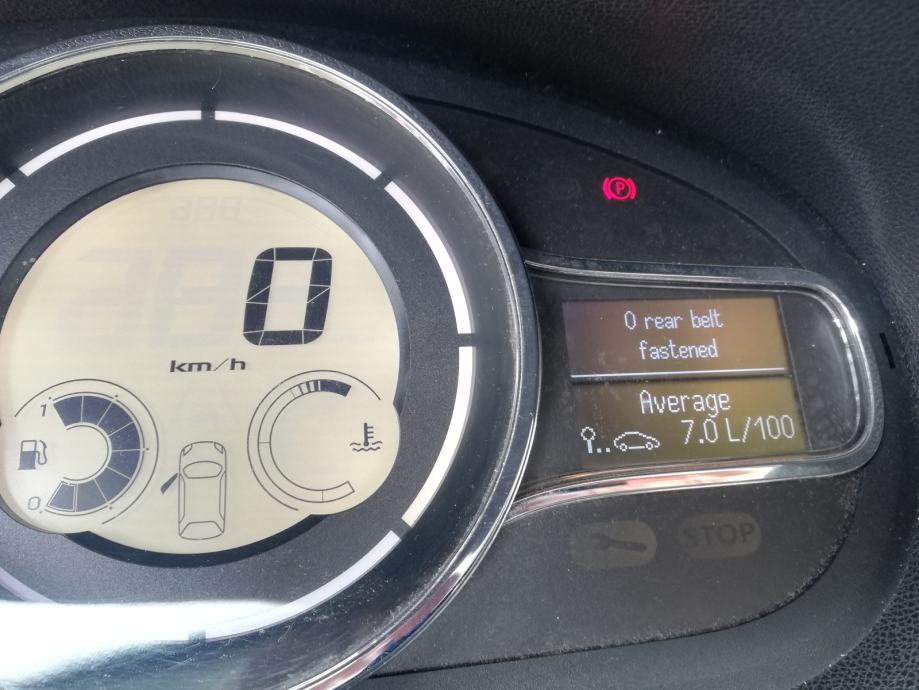 0
km/h
1
0
P
0 rear belt
fastened
Average
7.0 L/100
STOP